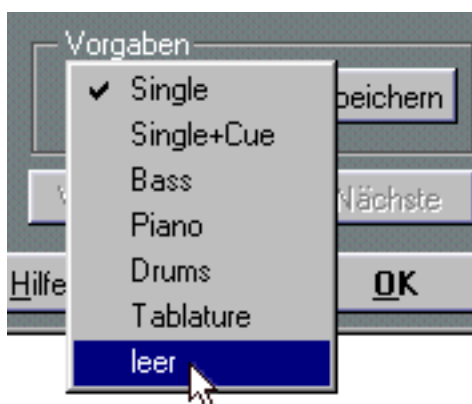 Vorgaben
Single
peichern
Single+Cue
Bass
Nächste
Piano
Drums
Hilfe
OK
Tablature
leer